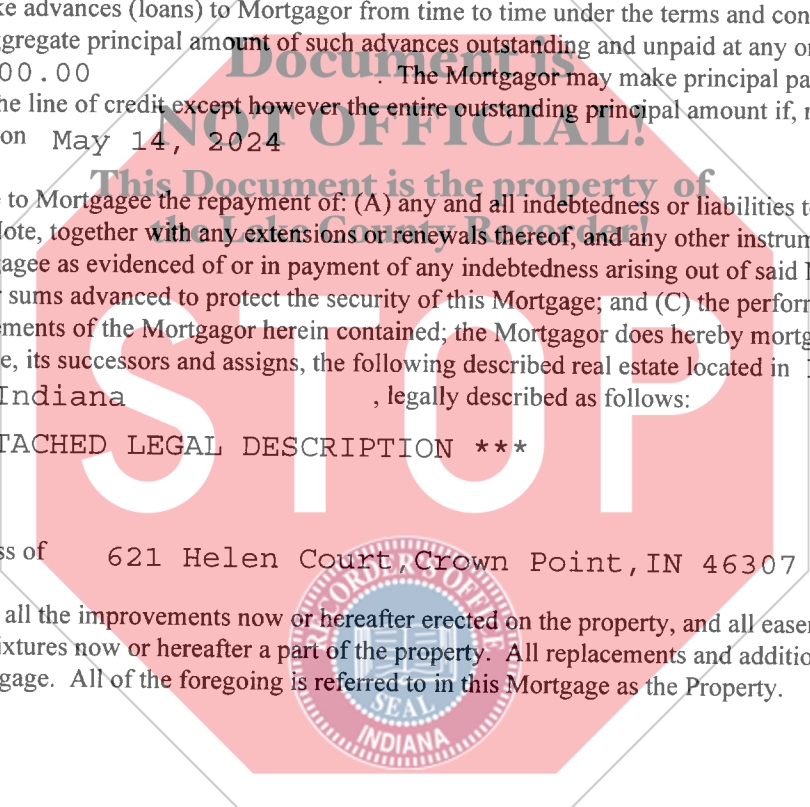 ke advances (loans) to Mortgagor from time to time under the terms and con
ggregate principal amount of such advances outstanding and unpaid at any o
Document is
00.00 . The Mortgagor may make principal pa
he line of credit except however the entire outstanding principal amount if, n
NOT OFFICIAL!
on May 14, 2024
This Document is the property of
to Mortgagee the repayment of: (A) any and all indebtedness or liabilities t
the Lake County Recorder!
Note, together with any extensions or renewals thereof, and any other instrum
agee as evidenced of or in payment of any indebtedness arising out of said
sums advanced to protect the security of this Mortgage; and (C) the perfor
ements of the Mortgagor herein contained; the Mortgagor does hereby mortg
e, its successors and assigns, the following described real estate located in
Indiana , legally described as follows:
STOP
TACHED LEGAL DESCRIPTION ***
ss of 621 Helen Court,Crown Point,IN 46307
RECORDER'S OFFICE
all the improvements now or hereafter erected on the property, and all easem
ixtures now or hereafter a part of the property. All replacements and additio
gage. All of the foregoing is referred to in this Mortgage as the Property.
SEAL
INDIANA